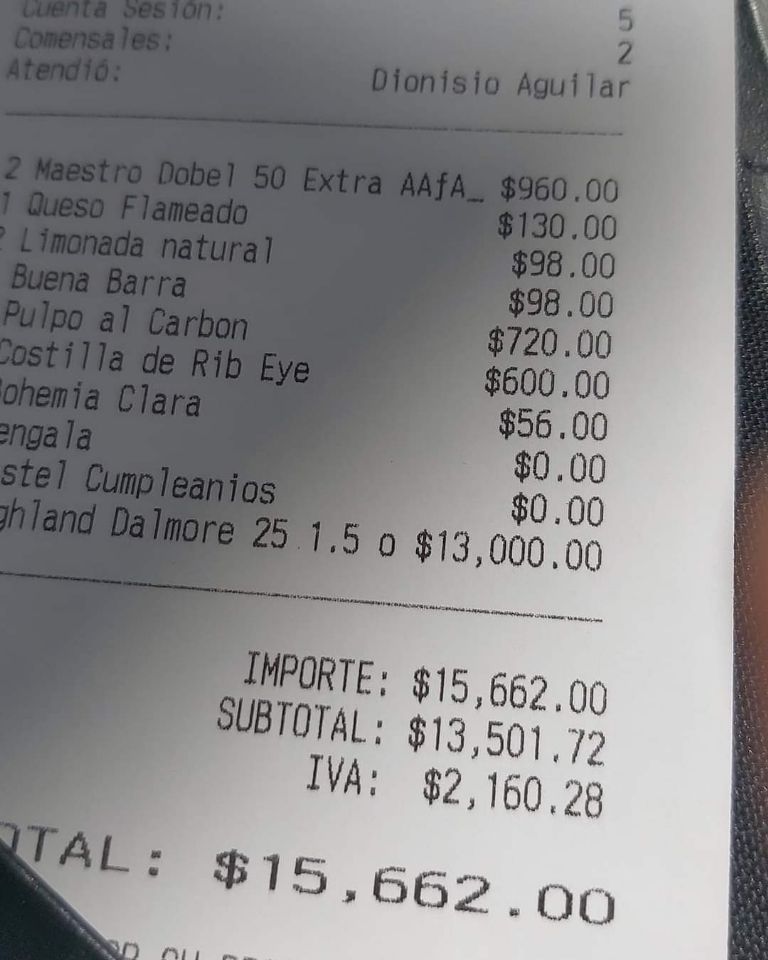 Cuenta Sesión: 5
Comensales: 2
Atendió: Dionisio Aguilar
2 Maestro Dobel 50 Extra AAfA_ $960.00
1 Queso Flameado $130.00
2 Limonada natural $98.00
Buena Barra $98.00
Pulpo al Carbon $720.00
Costilla de Rib Eye $600.00
Bohemia Clara $56.00
engala $0.00
stel Cumpleanios $0.00
ghland Dalmore 25 1.5 o $13,000.00
IMPORTE: $15,662.00
SUBTOTAL: $13,501.72
IVA: $2,160.28
OTAL: $15,662.00